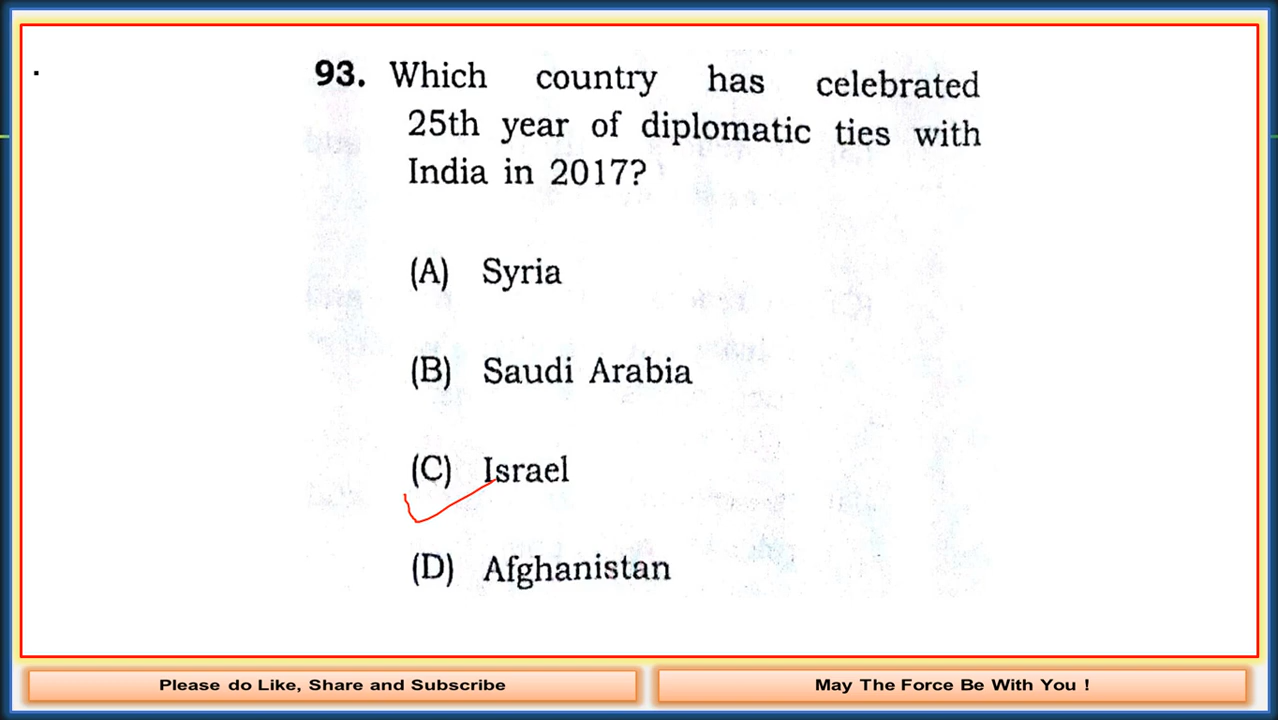 93. Which country has celebrated
25th year of diplomatic ties with
India in 2017?
(A) Syria
(B) Saudi Arabia
(C) Israel
(D) Afghanistan
Please do Like, Share and Subscribe
May The Force Be With You !